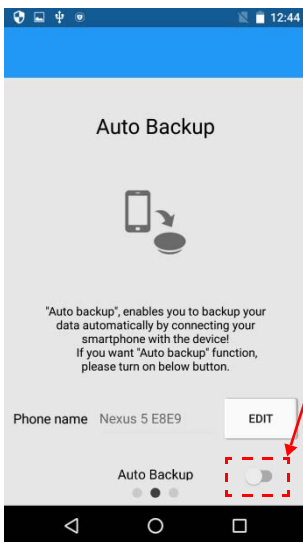 12:44
Auto Backup
"Auto backup", enables you to backup your
data automatically by connecting your
smartphone with the device!
If you want "Auto backup" function,
please turn on below button.
Phone name Nexus 5 E8E9 EDIT
Auto Backup